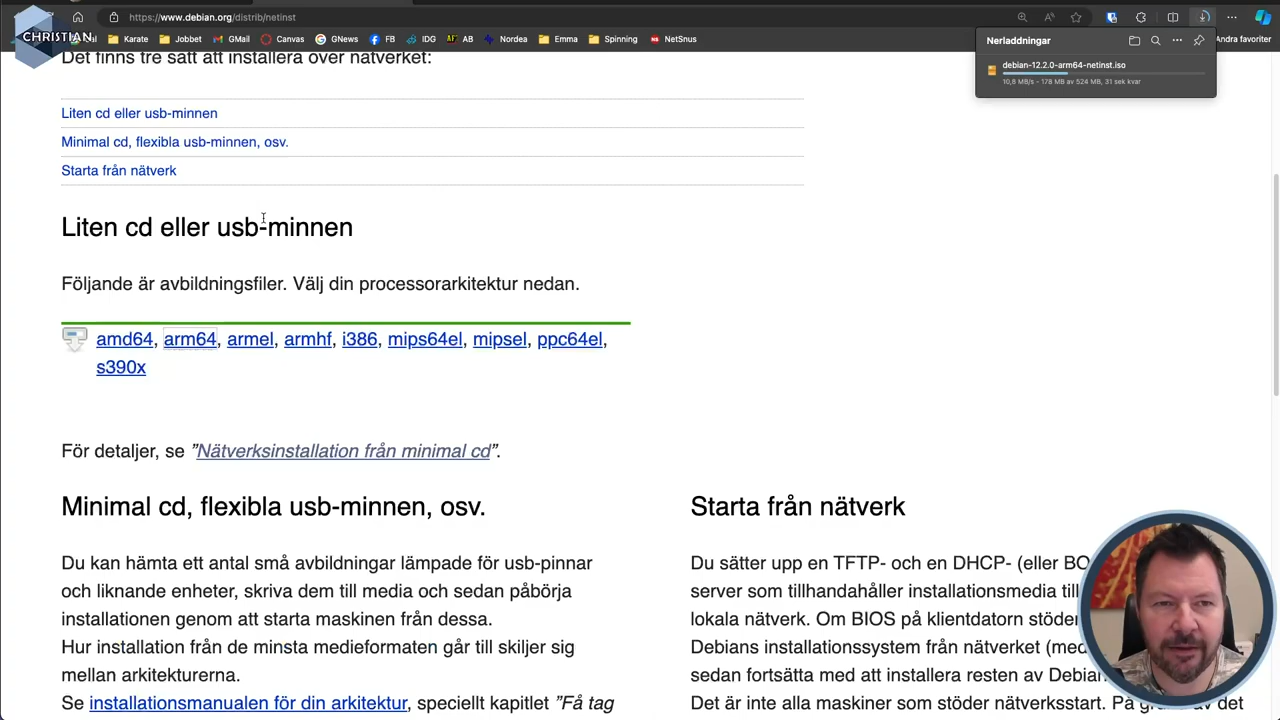 https://www.debian.org/distrib/netinst
CHRISTIAN
Karate
Jobbet
GMail
Canvas
GNews
FB
IDG
AB
Nordea
Emma
Spinning
NetSnus
Andra favoriter
Nerladdningar
debian-12.2.0-arm64-netinst.iso
10,8 MB/s - 178 MB av 524 MB, 31 sek kvar
Det finns tre sätt att installera över nätverket:
Liten cd eller usb-minnen
Minimal cd, flexibla usb-minnen, osv.
Starta från nätverk
Liten cd eller usb-minnen
Följande är avbildningsfiler. Välj din processorarkitektur nedan.
amd64, arm64, armel, armhf, i386, mips64el, mipsel, ppc64el,
s390x
För detaljer, se ”Nätverksinstallation från minimal cd”.
Minimal cd, flexibla usb-minnen, osv.
Du kan hämta ett antal små avbildningar lämpade för usb-pinnar
och liknande enheter, skriva dem till media och sedan påbörja
installationen genom att starta maskinen från dessa.
Hur installation från de minsta medieformaten går till skiljer sig
mellan arkitekturerna.
Se installationsmanualen för din arkitektur, speciellt kapitlet ”Få tag
Starta från nätverk
Du sätter upp en TFTP- och en DHCP- (eller BO
server som tillhandahåller installationsmedia till
lokala nätverk. Om BIOS på klientdatorn stöder
Debians installationssystem från nätverket (med
sedan fortsätta med att installera resten av Debian
Det är inte alla maskiner som stöder nätverksstart. På av det